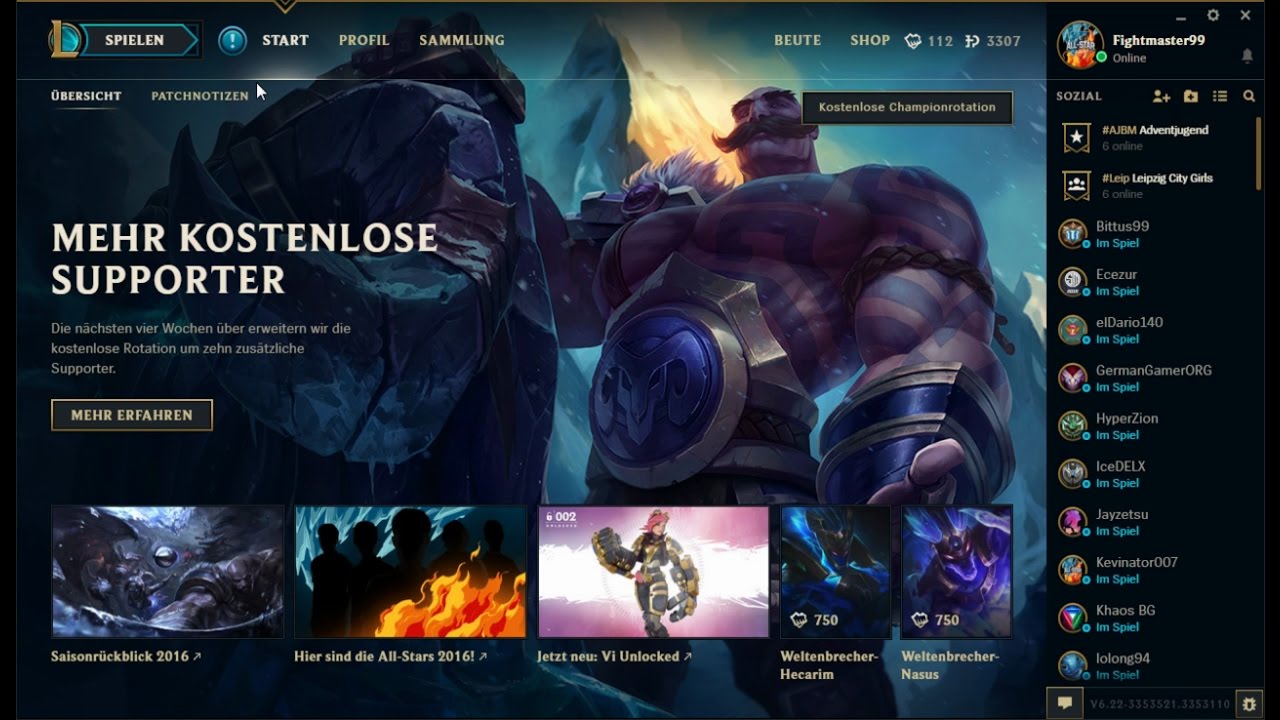 SPIELEN
START
PROFIL
SAMMLUNG
BEUTE
SHOP
112
3307
Fightmaster99
Online
ÜBERSICHT
PATCHNOTIZEN
Kostenlose Championrotation
SOZIAL
#AJBM Adventjugend
6 online
#Leip Leipzig City Girls
6 online
Bittus99
Im Spiel
Ecezur
Im Spiel
elDario140
Im Spiel
GermanGamerORG
Im Spiel
HyperZion
Im Spiel
IceDELX
Im Spiel
Jayzetsu
Im Spiel
Kevinator007
Im Spiel
Khaos BG
Im Spiel
lolong94
Im Spiel
MEHR KOSTENLOSE
SUPPORTER
Die nächsten vier Wochen über erweitern wir die
kostenlose Rotation um zehn zusätzliche
Supporter.
MEHR ERFAHREN
002
UNLOCKED
750
750
Saisonrückblick 2016
Hier sind die All-Stars 2016!
Jetzt neu: Vi Unlocked
Weltenbrecher-
Hecarim
Weltenbrecher-
Nasus
V6.22-3353521.3353110